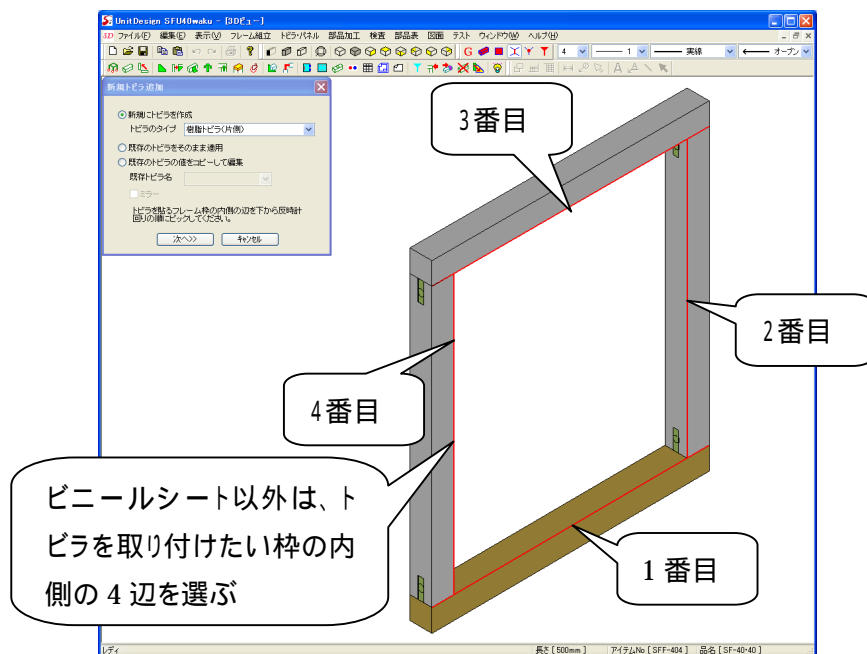 UnitDesign SFU40waku - [3Dビュー]
3D ファイル(F) 編集(E) 表示(V) フレーム組立 トビラ・パネル 部品加工 検査 部品表 図面 テスト ウィンドウ(W) ヘルプ(H)
G 4 1 実線 オープン
新規トビラ追加
新規にトビラを作成
トビラのタイプ 樹脂トビラ(片側)
既存のトビラをそのまま適用
既存のトビラの値をコピーして編集
既存トビラ名
ミラー
トビラを貼るフレーム枠の内側の辺を下から反時計
回りの順にピックしてください。
次へ>> キャンセル
3番目
2番目
4番目
ビニールシート以外は、ト
ビラを取り付けたい枠の内
側の 4 辺を選ぶ
1 番目
レディ 長さ [ 500mm ] アイテムNo [ SFF-404 ] 品名 [ SF-40・40 ]